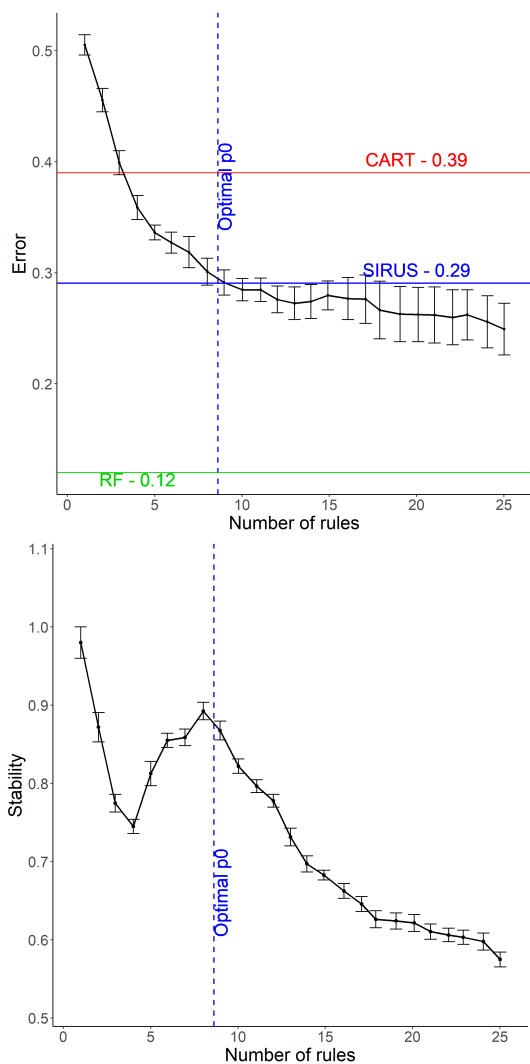 0.5
0.4
0.3
0.2
Error
Optimal p0
CART - 0.39
SIRUS - 0.29
RF - 0.12
0 5 10 15 20 25
Number of rules
1.1
1.0
0.9
0.8
0.7
0.6
0.5
Stability
Optimal p0
0 5 10 15 20 25
Number of rules